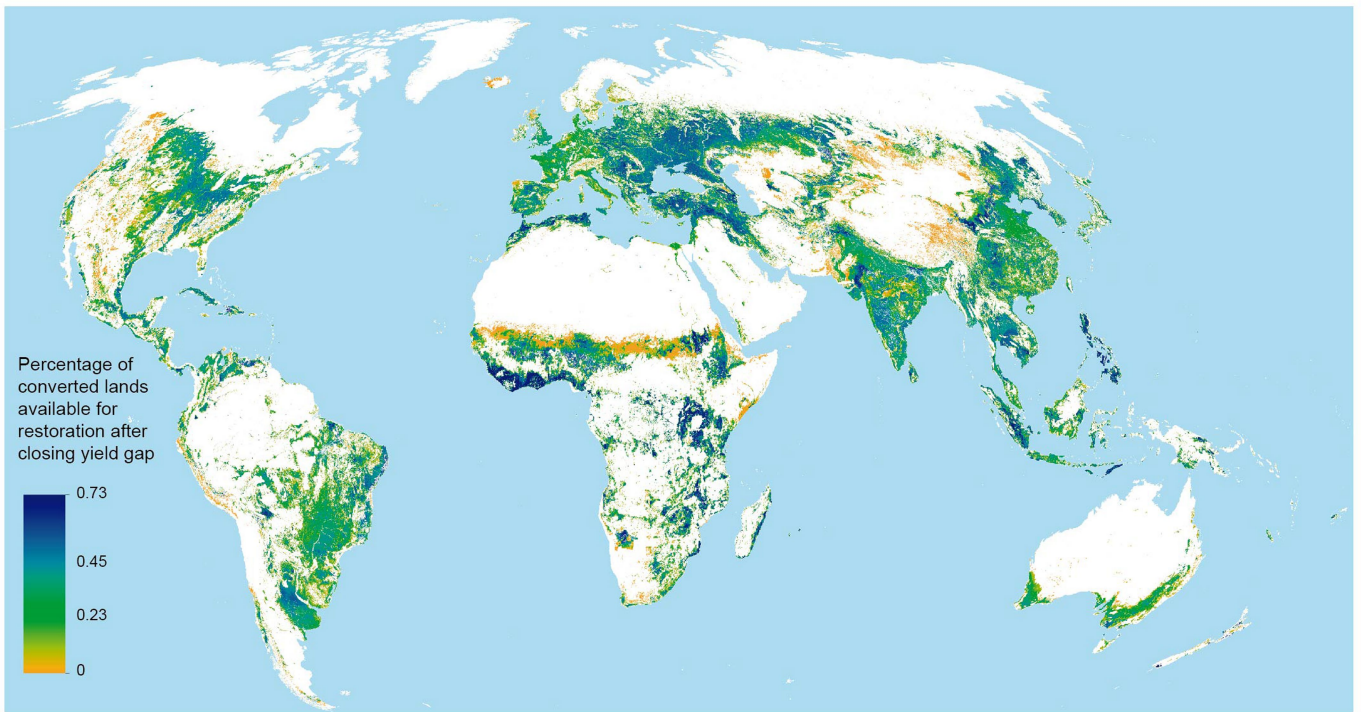 Percentage of
converted lands
available for
restoration after
closing yield gap
0.73
0.45
0.23
0